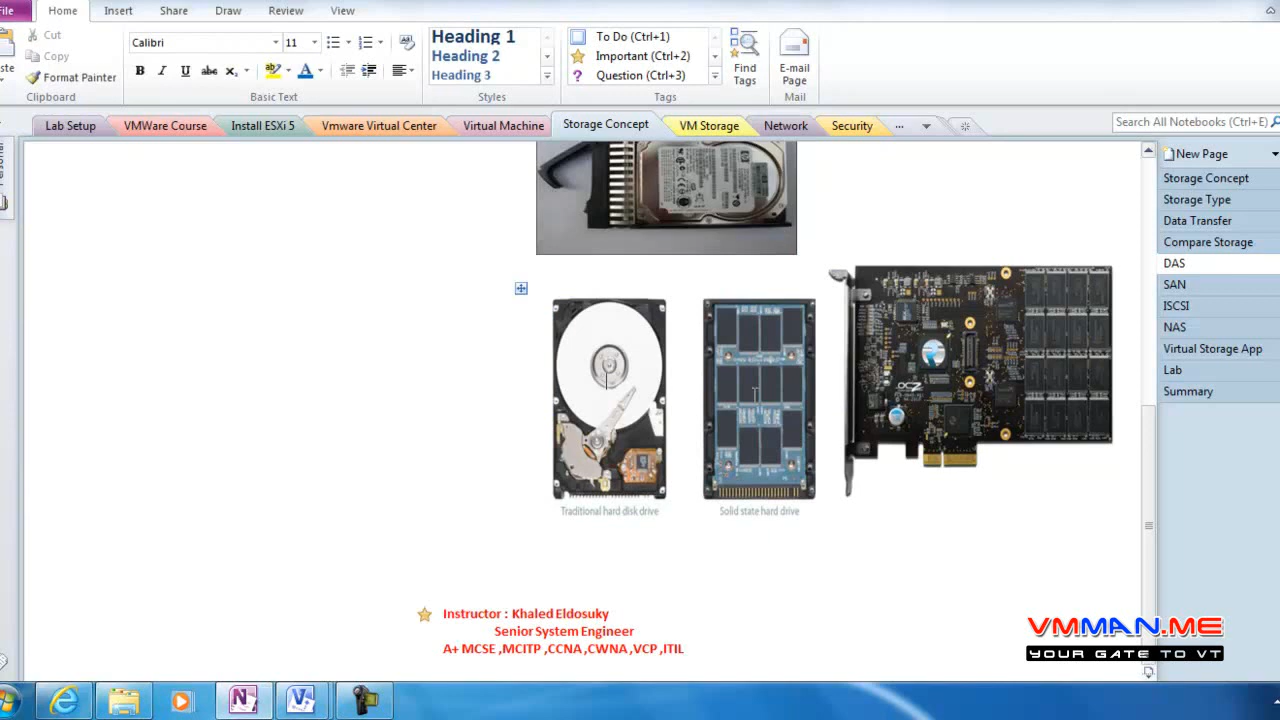 File Home Insert Share Draw Review View
Cut
Copy
Format Painter
Clipboard
Calibri 11
B I U abc X₂ A
Basic Text
Heading 1
Heading 2
Heading 3
Styles
To Do (Ctrl+1)
Important (Ctrl+2)
? Question (Ctrl+3)
Tags
Find
Tags
E-mail
Page
Mail
Lab Setup VMWare Course Install ESXi 5 Vmware Virtual Center Virtual Machine Storage Concept VM Storage Network Security ... Search All Notebooks (Ctrl+E)
New Page
Storage Concept
Storage Type
Data Transfer
Compare Storage
DAS
SAN
ISCSI
NAS
Virtual Storage App
Lab
Summary
hp
OCZ
Traditional hard disk drive Solid state hard drive
Instructor : Khaled Eldosuky
Senior System Engineer
A+ MCSE ,MCITP ,CCNA ,CWNA ,VCP ,ITIL
VMMAN.ME
YOUR GATE TO VT